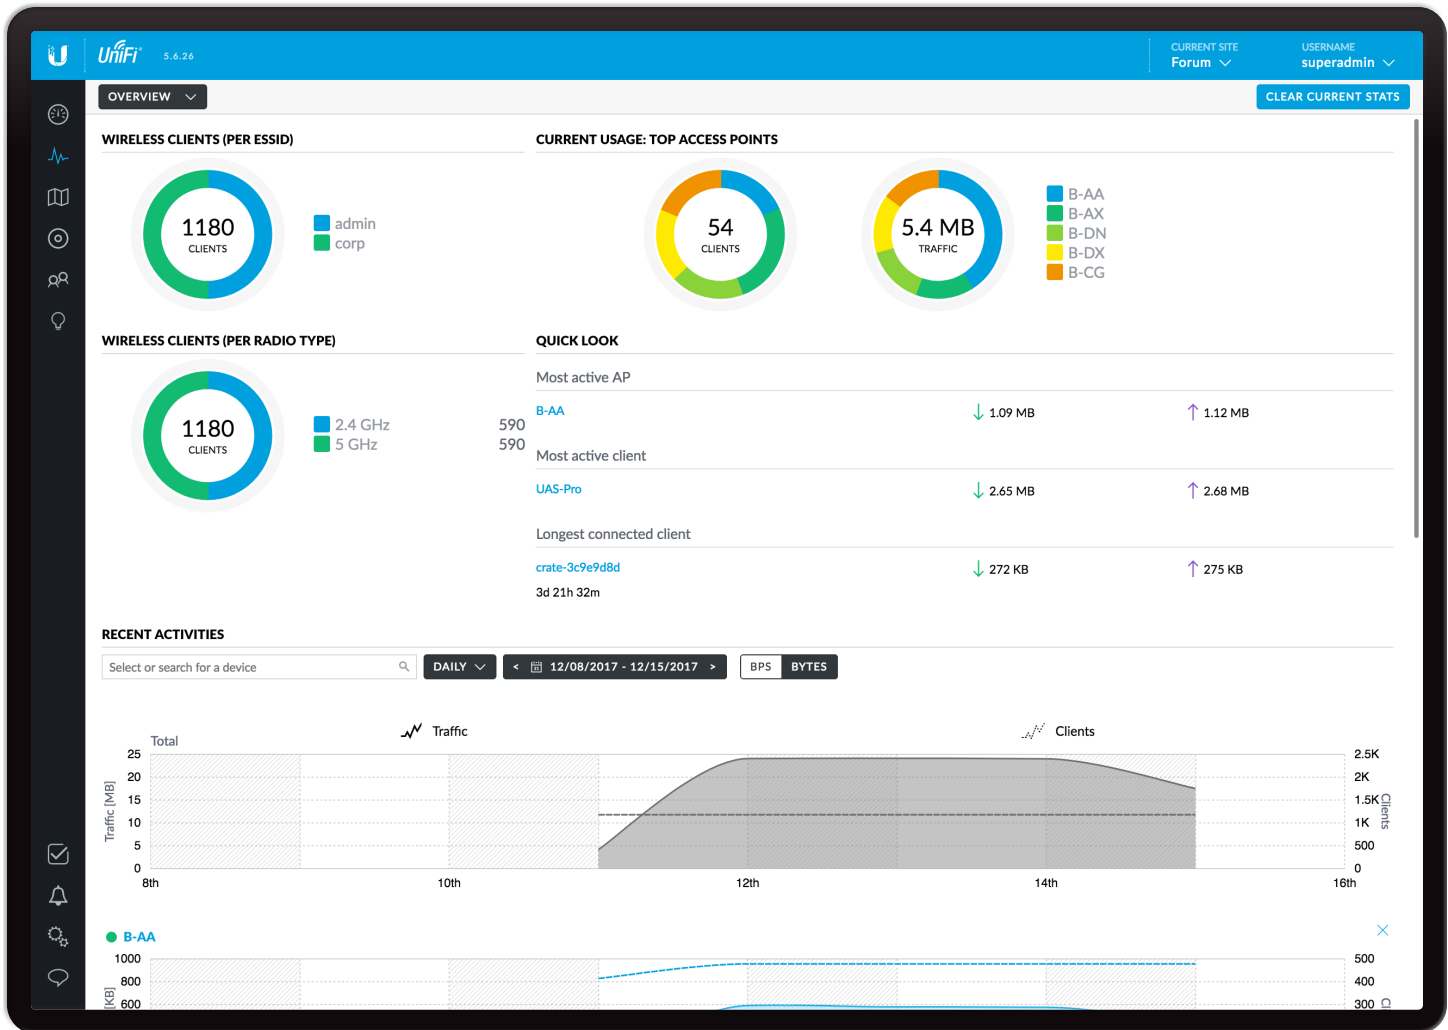 UniFi 5.6.26
CURRENT SITE
Forum
USERNAME
superadmin
OVERVIEW
CLEAR CURRENT STATS
WIRELESS CLIENTS (PER ESSID)
1180
CLIENTS
admin
corp
CURRENT USAGE: TOP ACCESS POINTS
54
CLIENTS
5.4 MB
TRAFFIC
B-AA
B-AX
B-DN
B-DX
B-CG
WIRELESS CLIENTS (PER RADIO TYPE)
1180
CLIENTS
2.4 GHz 590
5 GHz 590
QUICK LOOK
Most active AP
B-AA 1.09 MB 1.12 MB
Most active client
UAS-Pro 2.65 MB 2.68 MB
Longest connected client
crate-3c9e9d8d 272 KB 275 KB
3d 21h 32m
RECENT ACTIVITIES
Select or search for a device
DAILY
< 12/08/2017 - 12/15/2017 >
BPS BYTES
Traffic
Clients
Total
Traffic [MB]
25
20
15
10
5
0
2.5K
2K
1.5K
1K
500
0
Clients
8th 10th 12th 14th 16th
B-AA
1000
800
600
[KB]
500
400
300